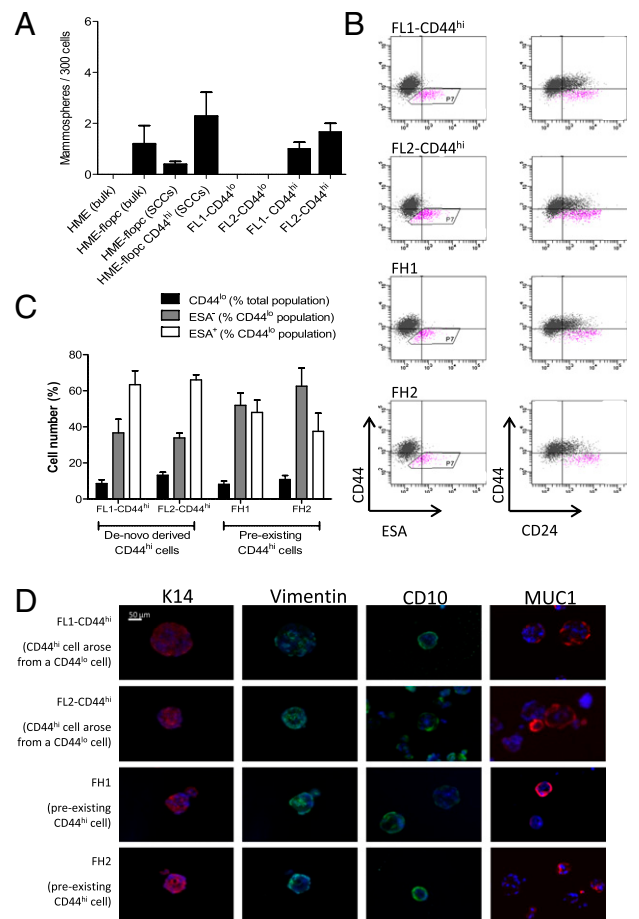 A
Mammospheres / 300 cells
6
4
2
0
HME (bulk)
HME-flopc (bulk)
HME-flopc (SCCs)
HME-flopc CD44hi (SCCs)
FL1-CD44lo
FL2-CD44lo
FL1- CD44hi
FL2-CD44hi
B
FL1-CD44hi
P7
FL2-CD44hi
P7
FH1
P7
FH2
P7
CD44
ESA
CD44
CD24
C
CD44lo (% total population)
ESA- (% CD44lo population)
ESA+ (% CD44lo population)
Cell number (%)
80
60
40
20
0
FL1-CD44hi
FL2-CD44hi
FH1
FH2
De-novo derived
CD44hi cells
Pre-existing
CD44hi cells
D
K14
Vimentin
CD10
MUC1
50 μm
FL1-CD44hi
(CD44hi cell arose
from a CD44lo cell)
FL2-CD44hi
(CD44hi cell arose
from a CD44lo cell)
FH1
(pre-existing
CD44hi cell)
FH2
(pre-existing
CD44hi cell)